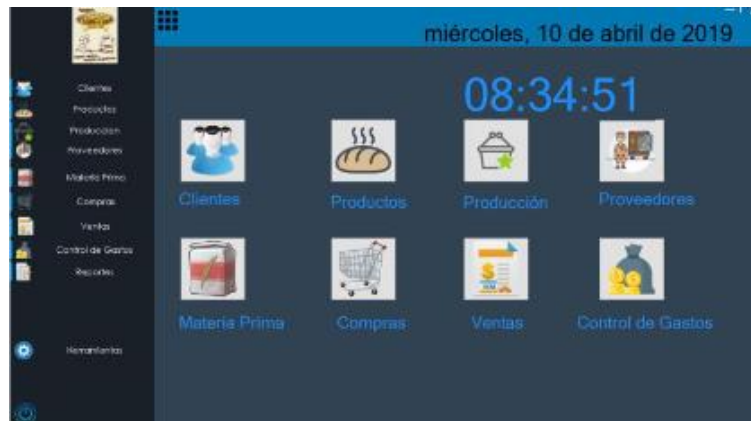 miércoles, 10 de abril de 2019
08:34:51
Clientes
Productos
Produccion
Proveedores
Materia Prima
Compras
Ventas
Control de Gastos
Reportes
Herramientas
Clientes
Productos
Producción
Proveedores
Materia Prima
Compras
Ventas
Control de Gastos